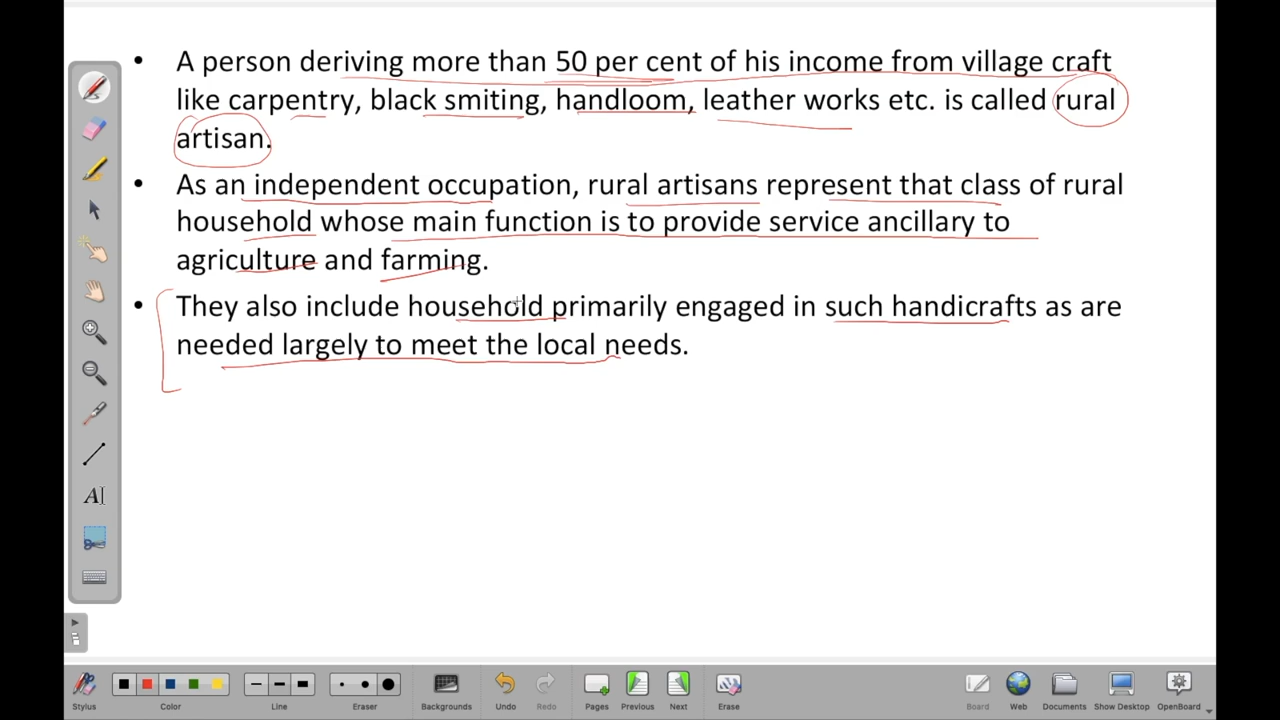 • A person deriving more than 50 per cent of his income from village craft
like carpentry, black smiting, handloom, leather works etc. is called rural
artisan.
• As an independent occupation, rural artisans represent that class of rural
household whose main function is to provide service ancillary to
agriculture and farming.
• They also include household primarily engaged in such handicrafts as are
needed largely to meet the local needs.
AI
Stylus Color Line Eraser Backgrounds Undo Redo Pages Previous Next Erase Board Web Documents Show Desktop OpenBoard